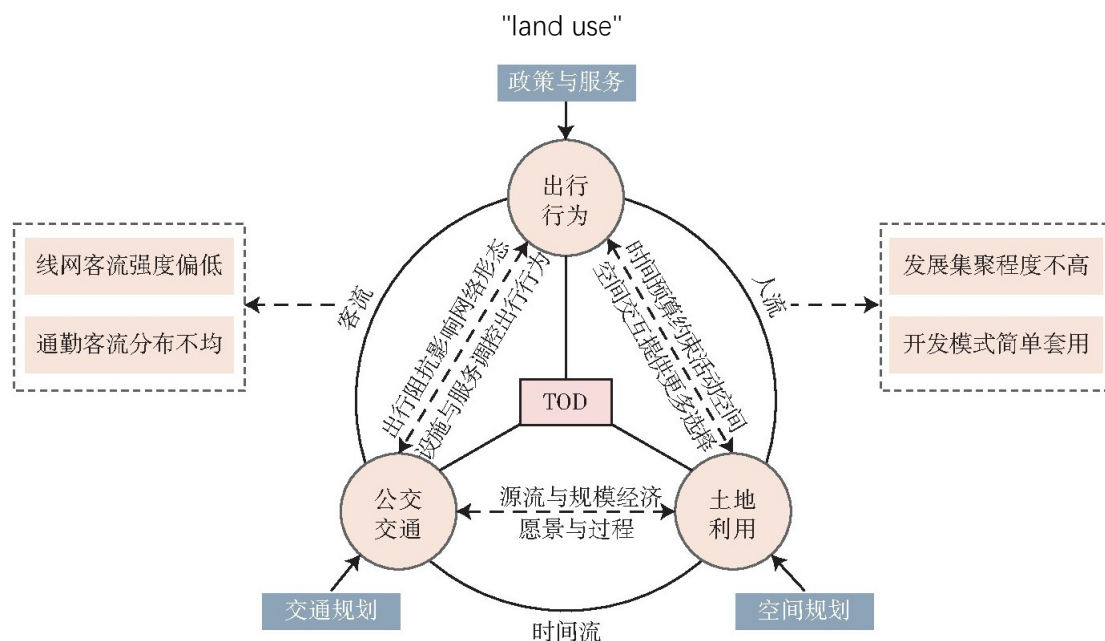 "land use"
政策与服务
出行
行为
线网客流强度偏低
通勤客流分布不均
客流
出行阻抗影响网络形态
设施与服务调控出行行为
时间预算约束活动空间
空间交互提供更多选择
人流
发展集聚程度不高
开发模式简单套用
TOD
公交
交通
源流与规模经济
愿景与过程
土地
利用
交通规划
时间流
空间规划